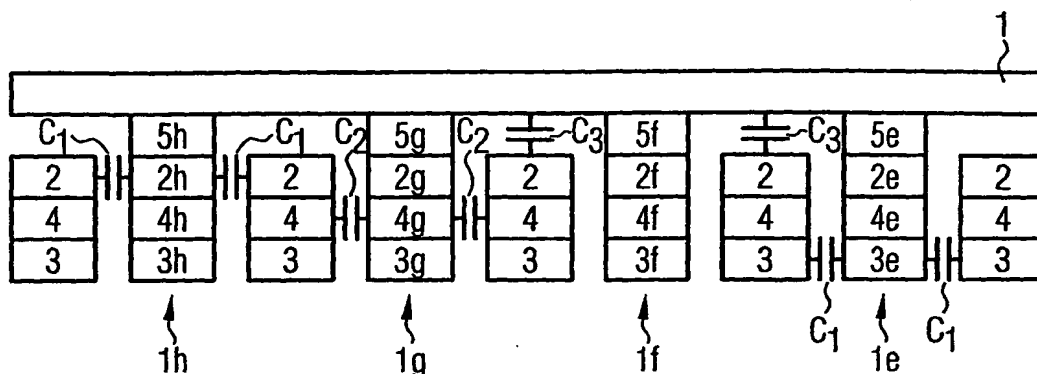 1
C1 5h C1 C2 5g C2 C3 5f C3 5e
2 2h 2 2g 2 2f 2 2e 2
4 4h 4 4g 4 4f 4 4e 4
3 3h 3 3g 3 3f 3 3e 3
C1 C1
1h 1g 1f 1e